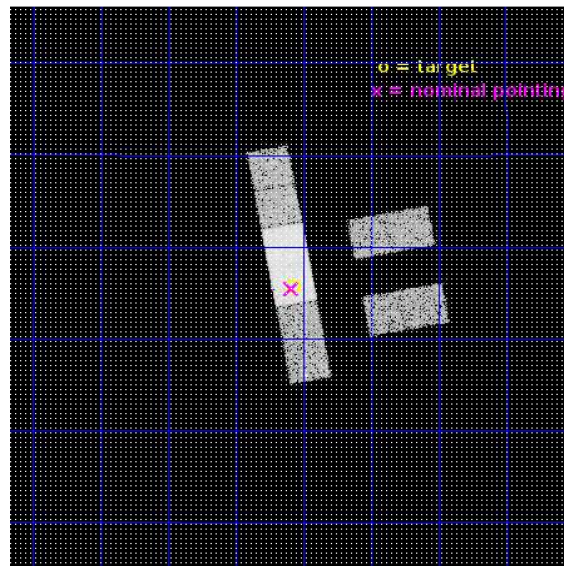 o = target
x = nominal pointin